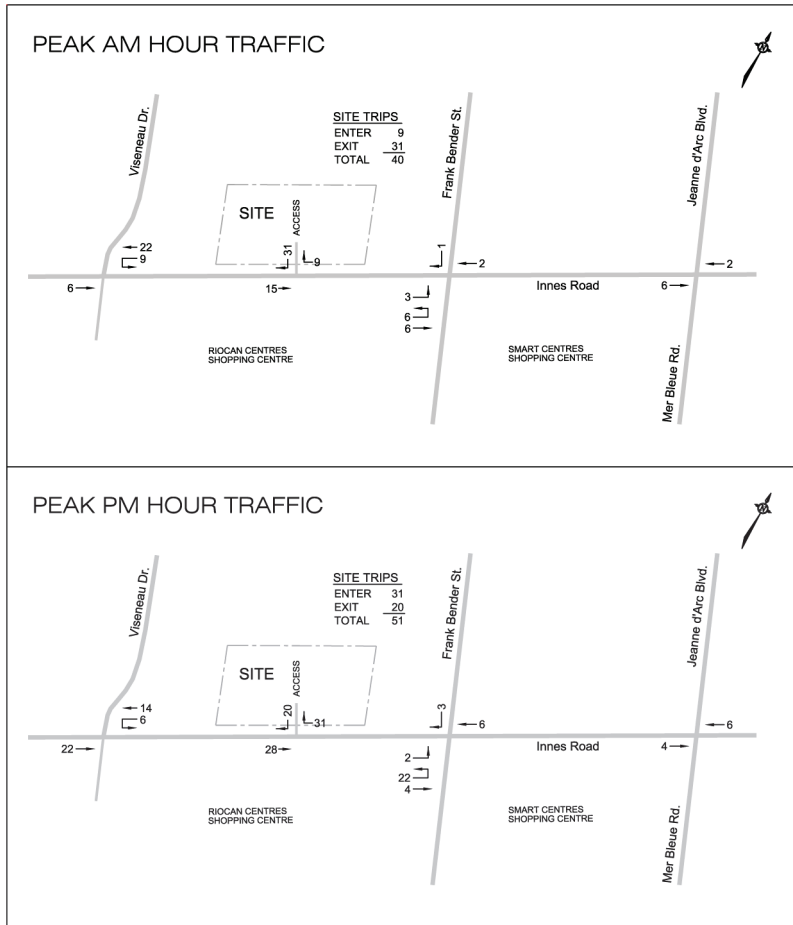 PEAK AM HOUR TRAFFIC
N
Viseneau Dr.
SITE TRIPS
ENTER 9
EXIT 31
TOTAL 40
Frank Bender St.
Jeanne d'Arc Blvd.
SITE
ACCESS
22
9
31
9
1
2
2
6
15
Innes Road
6
3
6
6
RIOCAN CENTRES
SHOPPING CENTRE
SMART CENTRES
SHOPPING CENTRE
Mer Bleue Rd.
PEAK PM HOUR TRAFFIC
N
Viseneau Dr.
SITE TRIPS
ENTER 31
EXIT 20
TOTAL 51
Frank Bender St.
Jeanne d'Arc Blvd.
SITE
ACCESS
14
6
20
31
3
6
6
22
28
Innes Road
4
2
22
4
RIOCAN CENTRES
SHOPPING CENTRE
SMART CENTRES
SHOPPING CENTRE
Mer Bleue Rd.